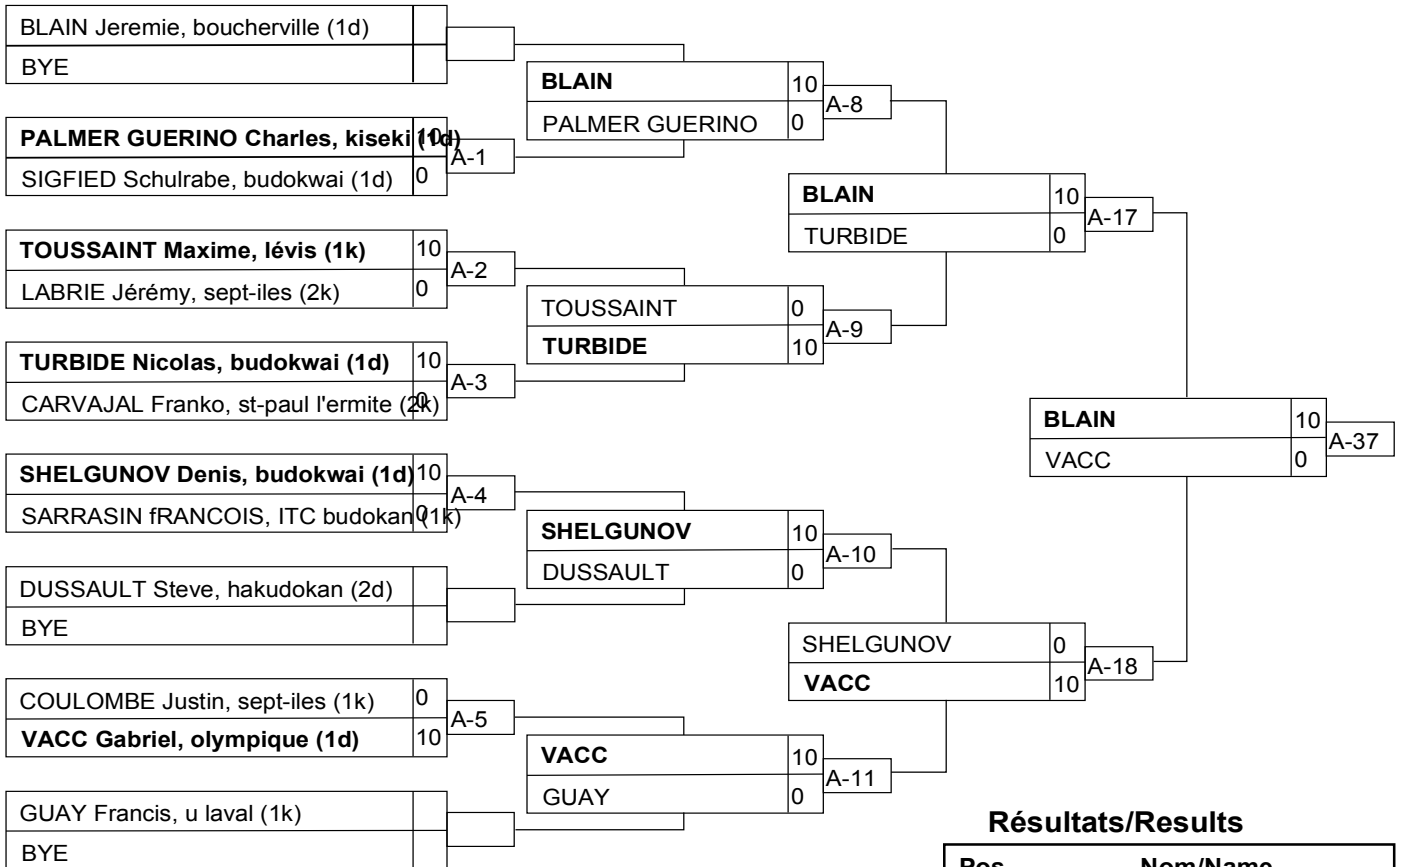 BLAIN Jeremie, boucherville (1d)
BYE
PALMER GUERINO Charles, kiseki (1d) 10
SIGFIED Schulrabe, budokwai (1d) 0
A-1
TOUSSAINT Maxime, lévis (1k) 10
LABRIE Jérémy, sept-iles (2k) 0
A-2
TURBIDE Nicolas, budokwai (1d) 10
CARVAJAL Franko, st-paul l'ermite (2k) 0
A-3
SHELGUNOV Denis, budokwai (1d) 10
SARRASIN fRANCOIS, ITC budokan (1k) 0
A-4
DUSSAULT Steve, hakudokan (2d)
BYE
COULOMBE Justin, sept-iles (1k) 0
VACC Gabriel, olympique (1d) 10
A-5
GUAY Francis, u laval (1k)
BYE
BLAIN 10
PALMER GUERINO 0
A-8
TOUSSAINT 0
TURBIDE 10
A-9
SHELGUNOV 10
DUSSAULT 0
A-10
VACC 10
GUAY 0
A-11
BLAIN 10
TURBIDE 0
A-17
SHELGUNOV 0
VACC 10
A-18
BLAIN 10
VACC 0
A-37
Résultats/Results
Pos Nom/Name